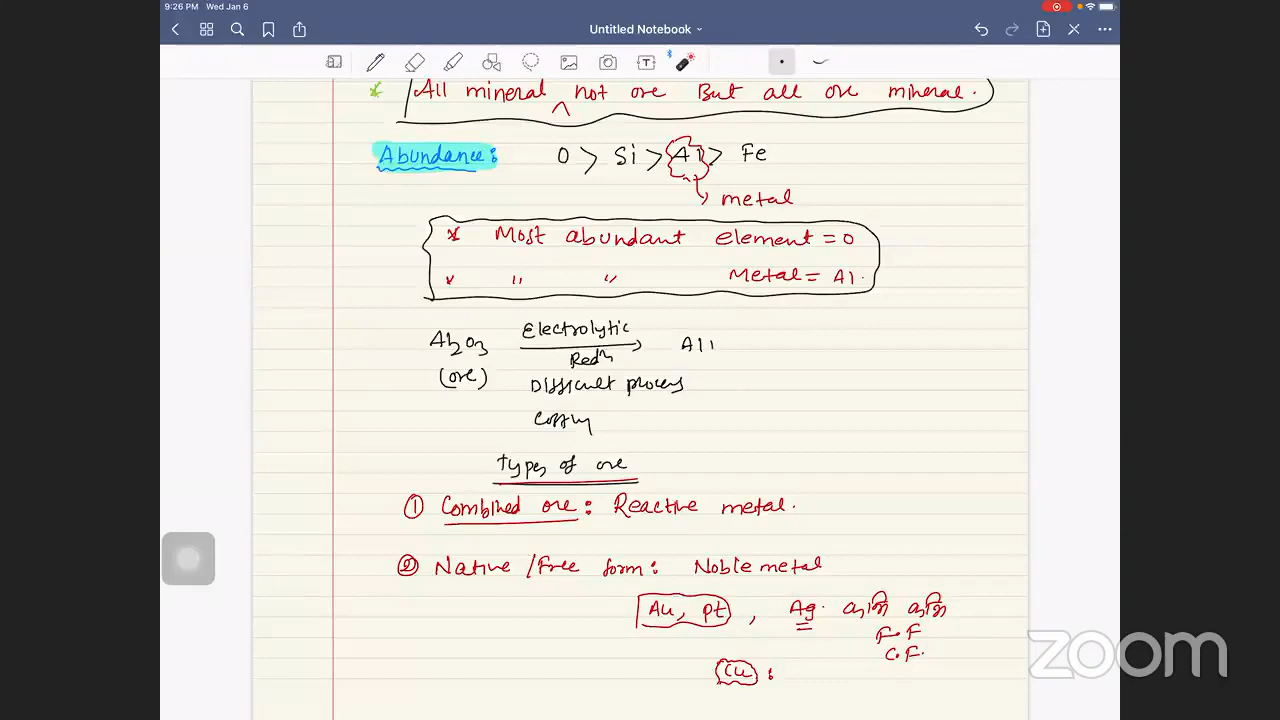 9:26 PM Wed Jan 6
Untitled Notebook
* All mineral ^ not ore But all ore mineral.
Abundance: O > Si > Al > Fe
metal
* Most abundant element = O
* " " Metal = Al.
Al2O3 Electrolytic Redn Al
(ore) Difficult process
Costly
Types of ore
① Combined ore: Reactive metal.
② Native / Free form: Noble metal
Au, Pt, Ag.
F.F
C.F.
Cu :
zoom